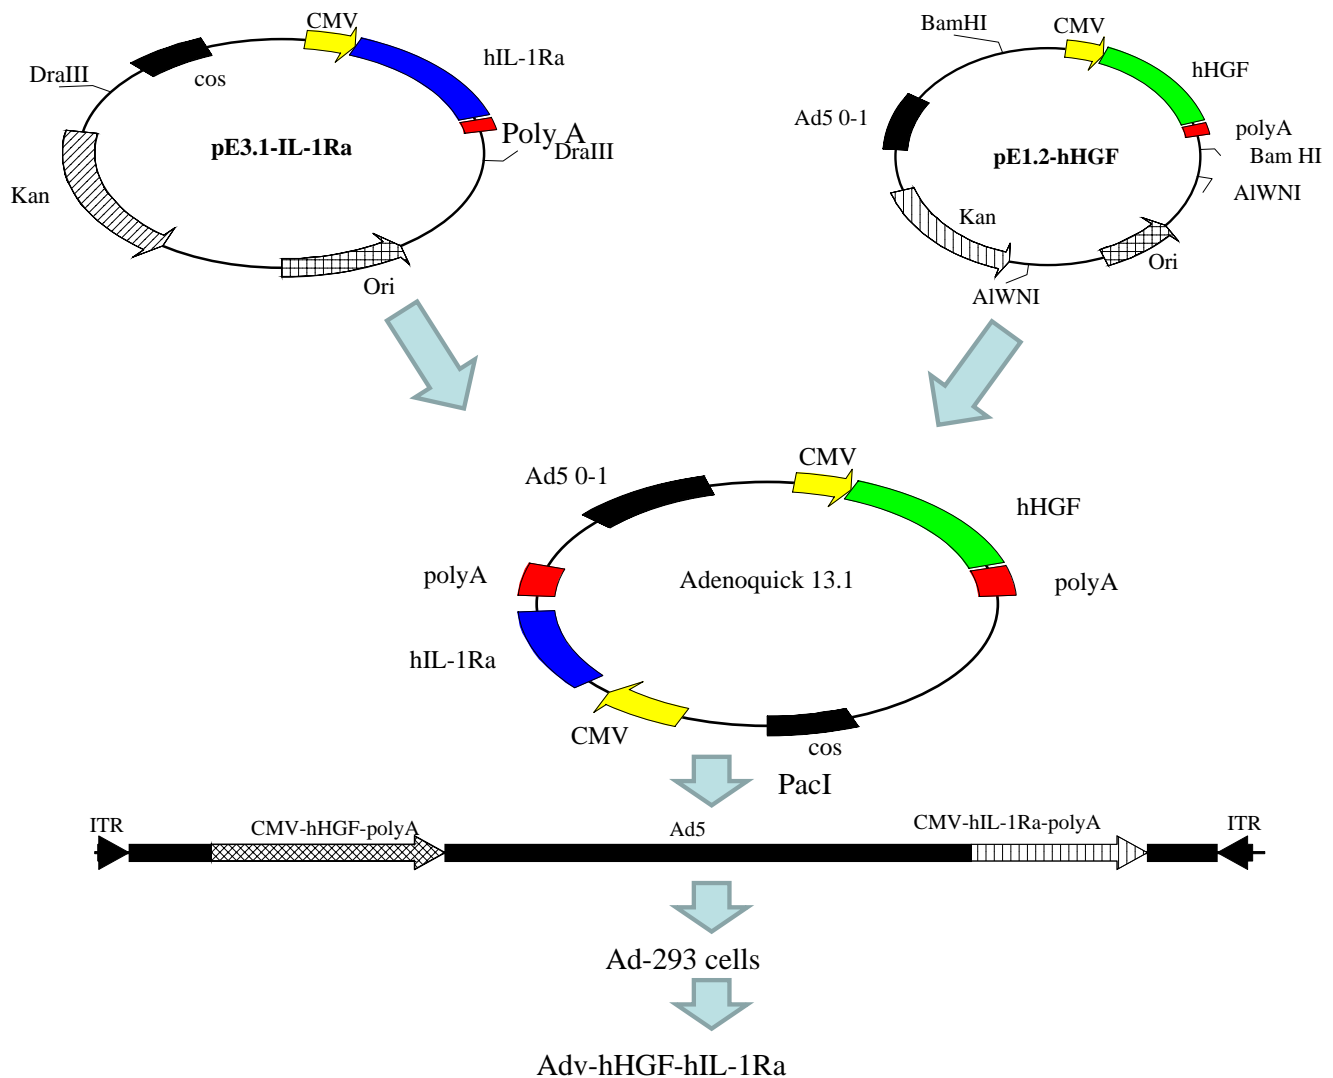 CMV
hIL-1Ra
DraIII
cos
Poly A
DraIII
pE3.1-IL-1Ra
Kan
Ori
BamHI
CMV
hHGF
Ad5 0-1
polyA
Bam HI
pE1.2-hHGF
AlWNI
Kan
Ori
AlWNI
CMV
Ad5 0-1
hHGF
polyA
Adenoquick 13.1
polyA
hIL-1Ra
CMV
cos
PacI
ITR
CMV-hHGF-polyA
Ad5
CMV-hIL-1Ra-polyA
ITR
Ad-293 cells
Adv-hHGF-hIL-1Ra